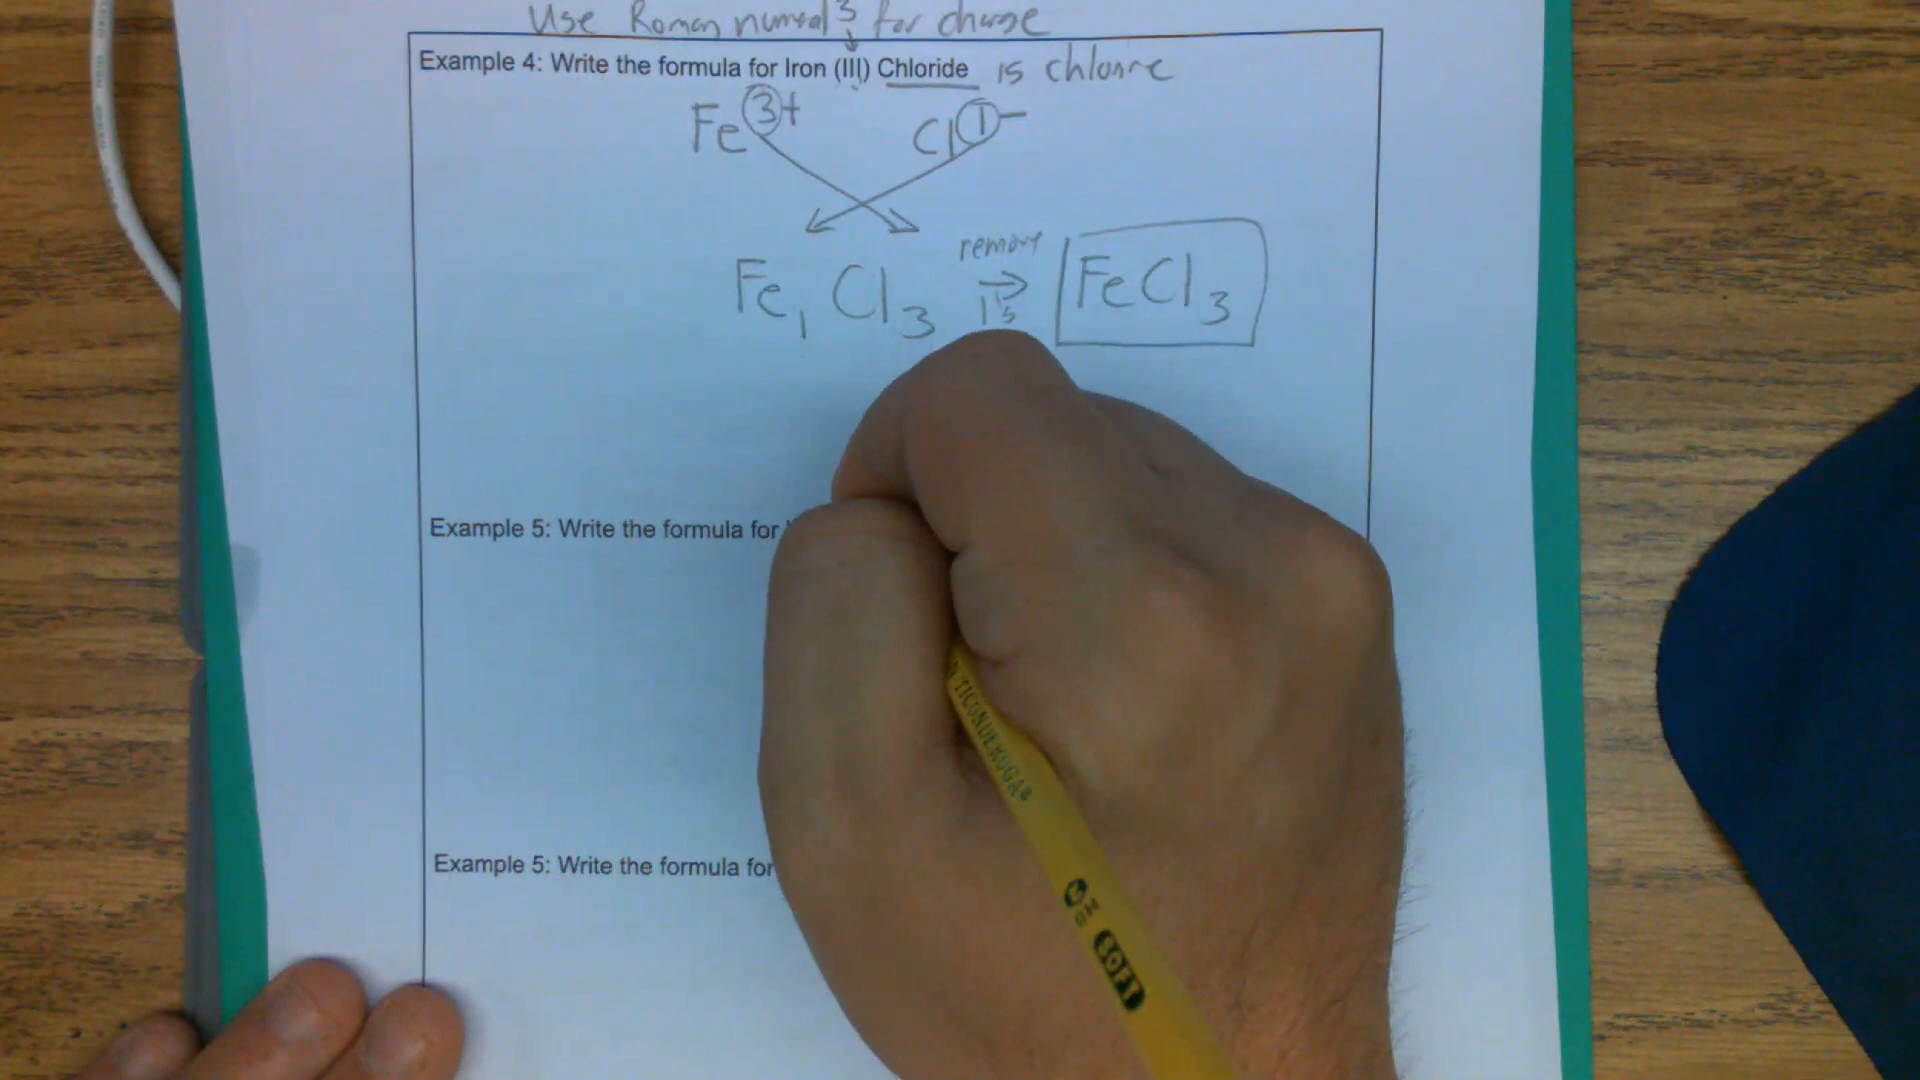 Use Roman numeral 3 for charge
Example 4: Write the formula for Iron (III) Chloride is chlorine
Fe 3+ Cl 1-
remove
Fe1 Cl3 → FeCl3
1's
Example 5: Write the formula for
TICONDEROGA®
SOFT
Example 5: Write the formula for